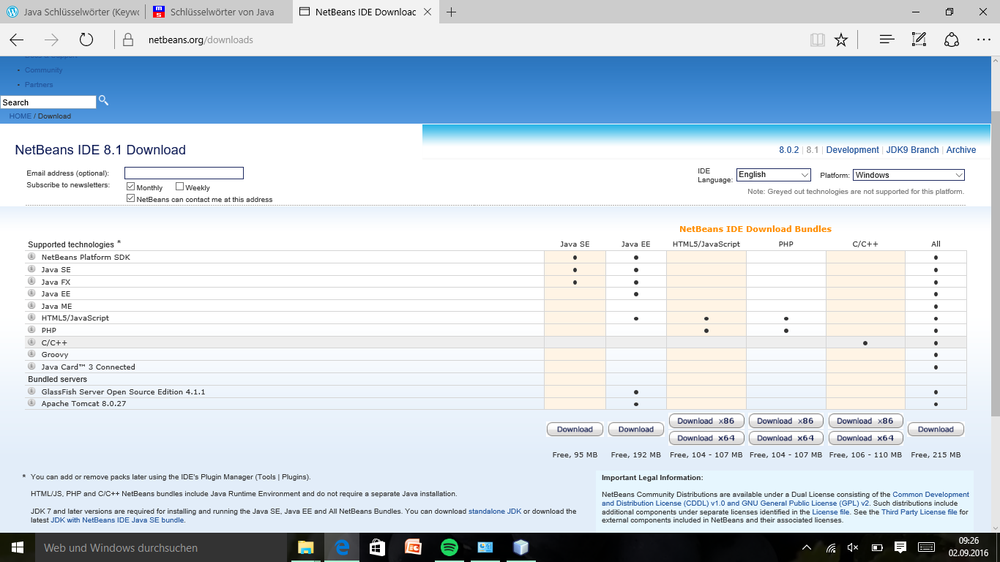 Java Schlüsselwörter (Keywo
Schlüsselwörter von Java
NetBeans IDE Downloac
netbeans.org/downloads
Community
Partners
Search
HOME / Download
NetBeans IDE 8.1 Download
8.0.2 | 8.1 | Development | JDK9 Branch | Archive
Email address (optional):
Subscribe to newsletters:
Monthly
Weekly
NetBeans can contact me at this address
IDE Language:
English
Platform:
Windows
Note: Greyed out technologies are not supported for this platform.
NetBeans IDE Download Bundles
Supported technologies *
Java SE
Java EE
HTML5/JavaScript
PHP
C/C++
All
NetBeans Platform SDK
Java SE
Java FX
Java EE
Java ME
HTML5/JavaScript
PHP
C/C++
Groovy
Java Card™ 3 Connected
Bundled servers
GlassFish Server Open Source Edition 4.1.1
Apache Tomcat 8.0.27
Download
Download
Download x86
Download x64
Download x86
Download x64
Download x86
Download x64
Download
Free, 95 MB
Free, 192 MB
Free, 104 - 107 MB
Free, 104 - 107 MB
Free, 106 - 110 MB
Free, 215 MB
* You can add or remove packs later using the IDE's Plugin Manager (Tools | Plugins).
HTML/JS, PHP and C/C++ NetBeans bundles include Java Runtime Environment and do not require a separate Java installation.
JDK 7 and later versions are required for installing and running the Java SE, Java EE and All NetBeans Bundles. You can download standalone JDK or download the
latest JDK with NetBeans IDE Java SE bundle.
Important Legal Information:
NetBeans Community Distributions are available under a Dual License consisting of the Common Development
and Distribution License (CDDL) v1.0 and GNU General Public License (GPL) v2. Such distributions include
additional components under separate licenses identified in the License file. See the Third Party License file for
external components included in NetBeans and their associated licenses.
Web und Windows durchsuchen
09:26
02.09.2016